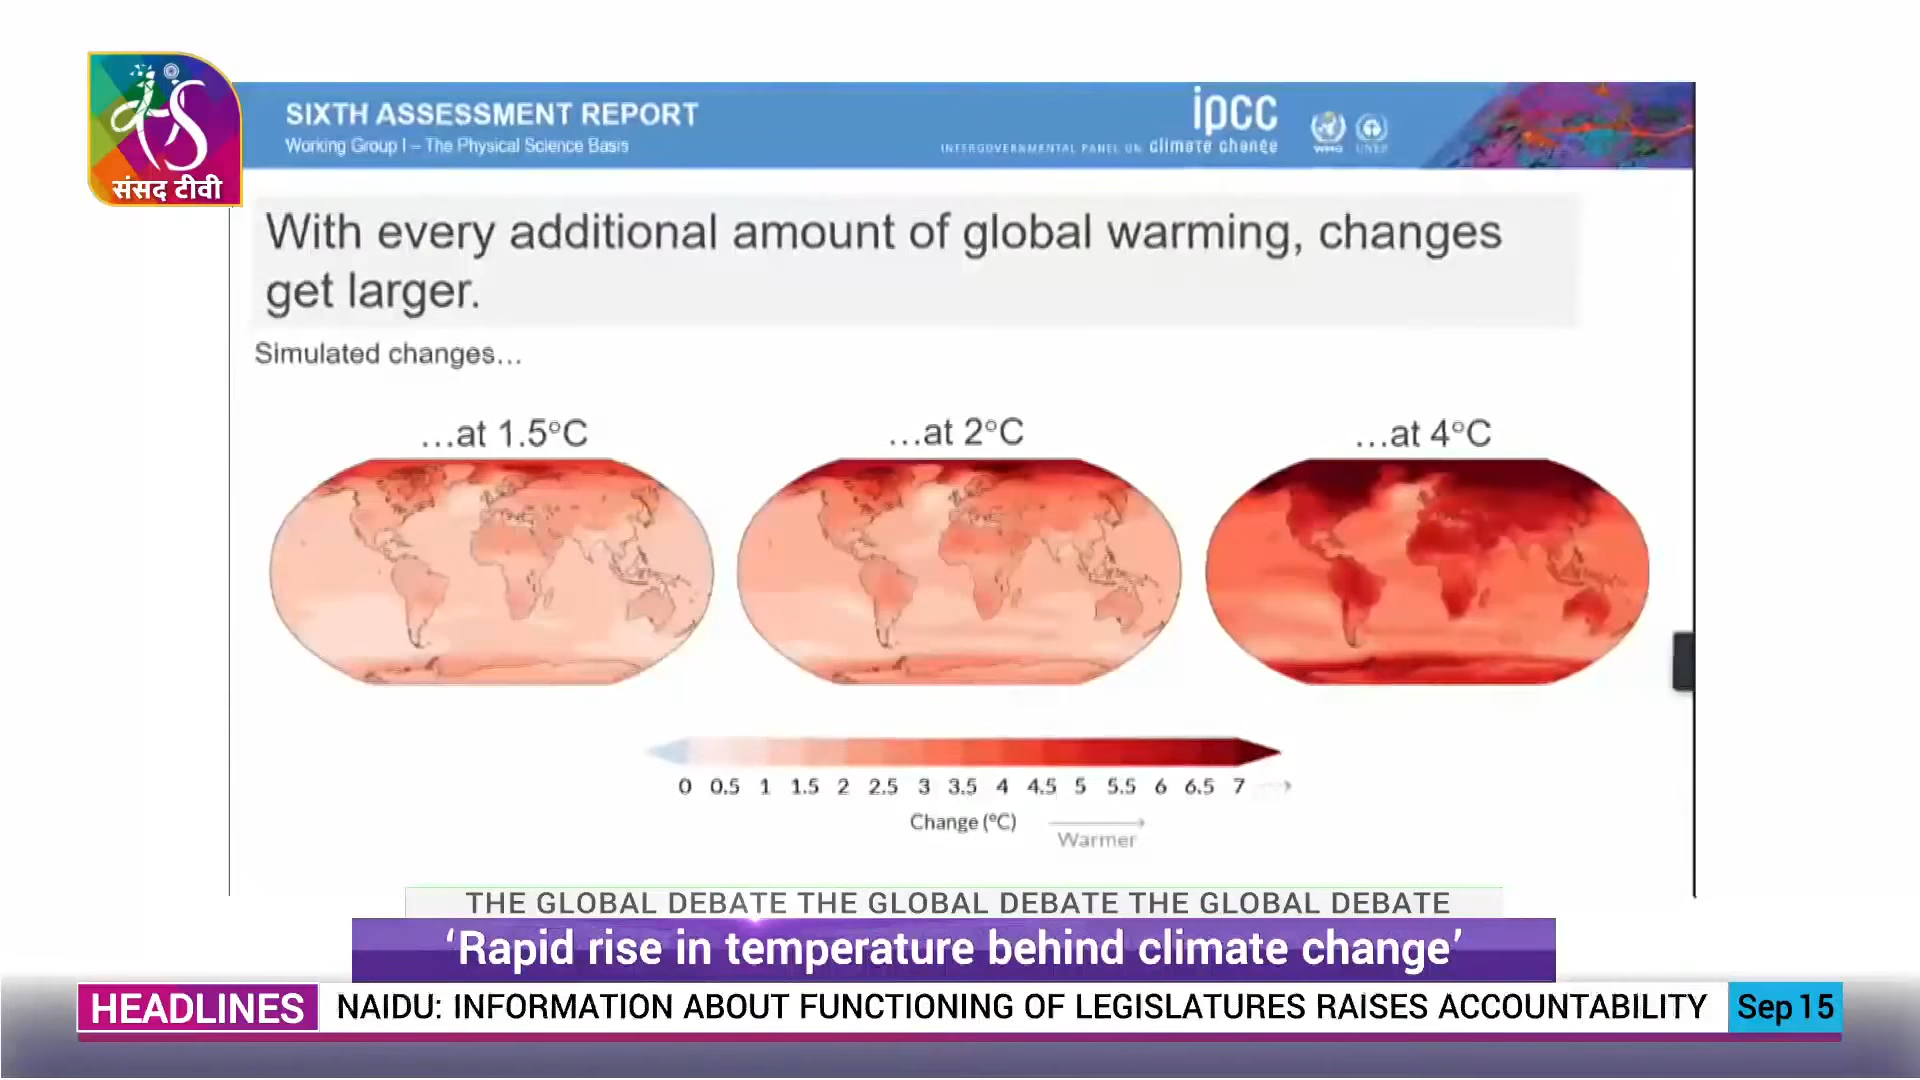 संसद टीवी
SIXTH ASSESSMENT REPORT
Working Group I – The Physical Science Basis
ipcc
INTERGOVERNMENTAL PANEL ON climate change
WMO UNEP
With every additional amount of global warming, changes
get larger.
Simulated changes...
...at 1.5°C ...at 2°C ...at 4°C
0 0.5 1 1.5 2 2.5 3 3.5 4 4.5 5 5.5 6 6.5 7
Change (°C)
Warmer
THE GLOBAL DEBATE THE GLOBAL DEBATE THE GLOBAL DEBATE
‘Rapid rise in temperature behind climate change’
HEADLINES NAIDU: INFORMATION ABOUT FUNCTIONING OF LEGISLATURES RAISES ACCOUNTABILITY Sep 15